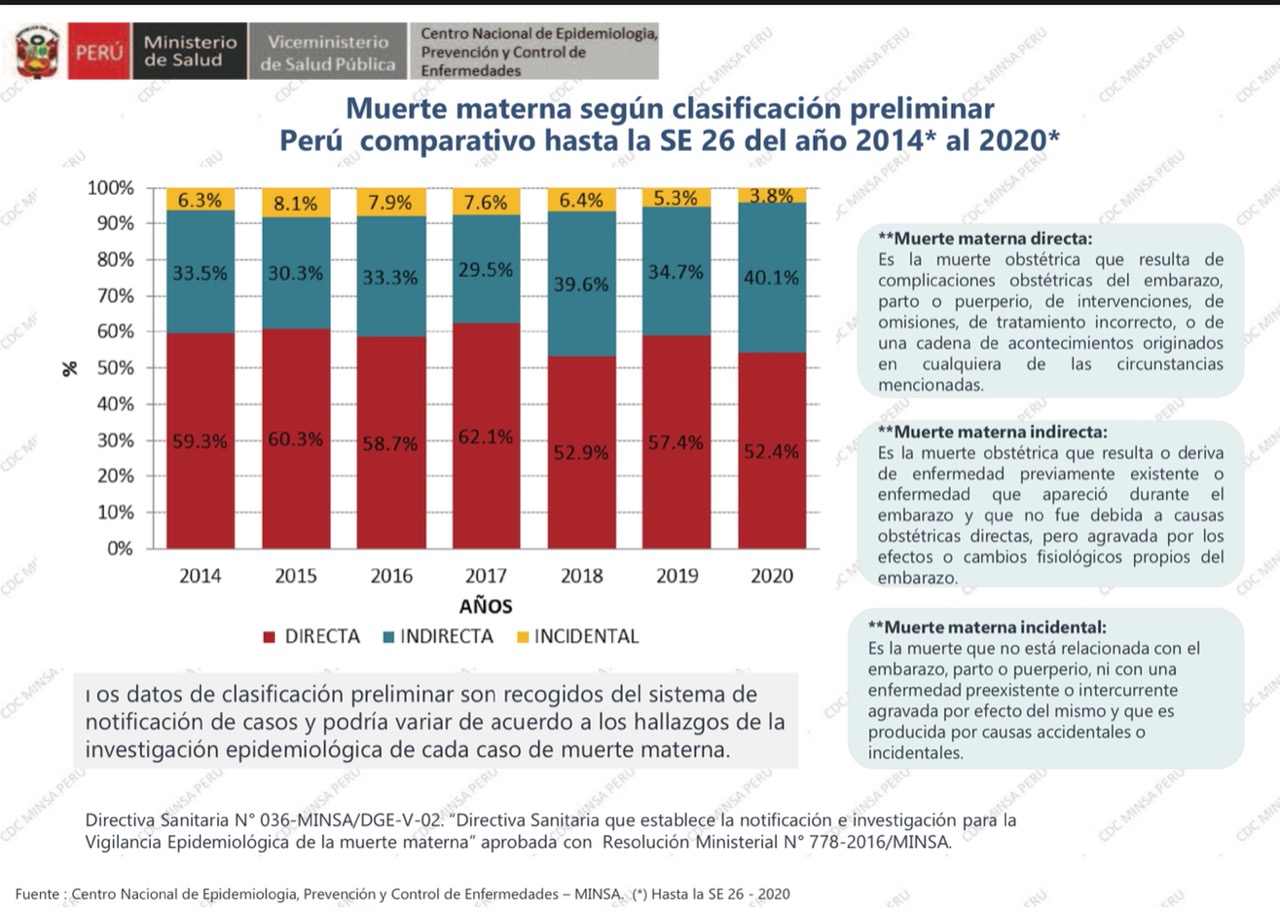 PERÚ
Ministerio
de Salud
Viceministerio
de Salud Pública
Centro Nacional de Epidemiologia,
Prevención y Control de
Enfermedades
Muerte materna según clasificación preliminar
Perú comparativo hasta la SE 26 del año 2014* al 2020*
%
100%
90%
80%
70%
60%
50%
40%
30%
20%
10%
0%
6.3% 8.1% 7.9% 7.6% 6.4% 5.3% 3.8%
33.5% 30.3% 33.3% 29.5% 39.6% 34.7% 40.1%
59.3% 60.3% 58.7% 62.1% 52.9% 57.4% 52.4%
2014 2015 2016 2017 2018 2019 2020
AÑOS
DIRECTA INDIRECTA INCIDENTAL
**Muerte materna directa:
Es la muerte obstétrica que resulta de
complicaciones obstétricas del embarazo,
parto o puerperio, de intervenciones, de
omisiones, de tratamiento incorrecto, o de
una cadena de acontecimientos originados
en cualquiera de las circunstancias
mencionadas.
**Muerte materna indirecta:
Es la muerte obstétrica que resulta o deriva
de enfermedad previamente existente o
enfermedad que apareció durante el
embarazo y que no fue debida a causas
obstétricas directas, pero agravada por los
efectos o cambios fisiológicos propios del
embarazo.
**Muerte materna incidental:
Es la muerte que no está relacionada con el
embarazo, parto o puerperio, ni con una
enfermedad preexistente o intercurrente
agravada por efecto del mismo y que es
producida por causas accidentales o
incidentales.
os datos de clasificación preliminar son recogidos del sistema de
notificación de casos y podría variar de acuerdo a los hallazgos de la
investigación epidemiológica de cada caso de muerte materna.
Directiva Sanitaria N° 036-MINSA/DGE-V-02. “Directiva Sanitaria que establece la notificación e investigación para la
Vigilancia Epidemiológica de la muerte materna” aprobada con Resolución Ministerial N° 778-2016/MINSA.
Fuente : Centro Nacional de Epidemiologia, Prevención y Control de Enfermedades – MINSA. (*) Hasta la SE 26 - 2020
CDC MINSA PERU